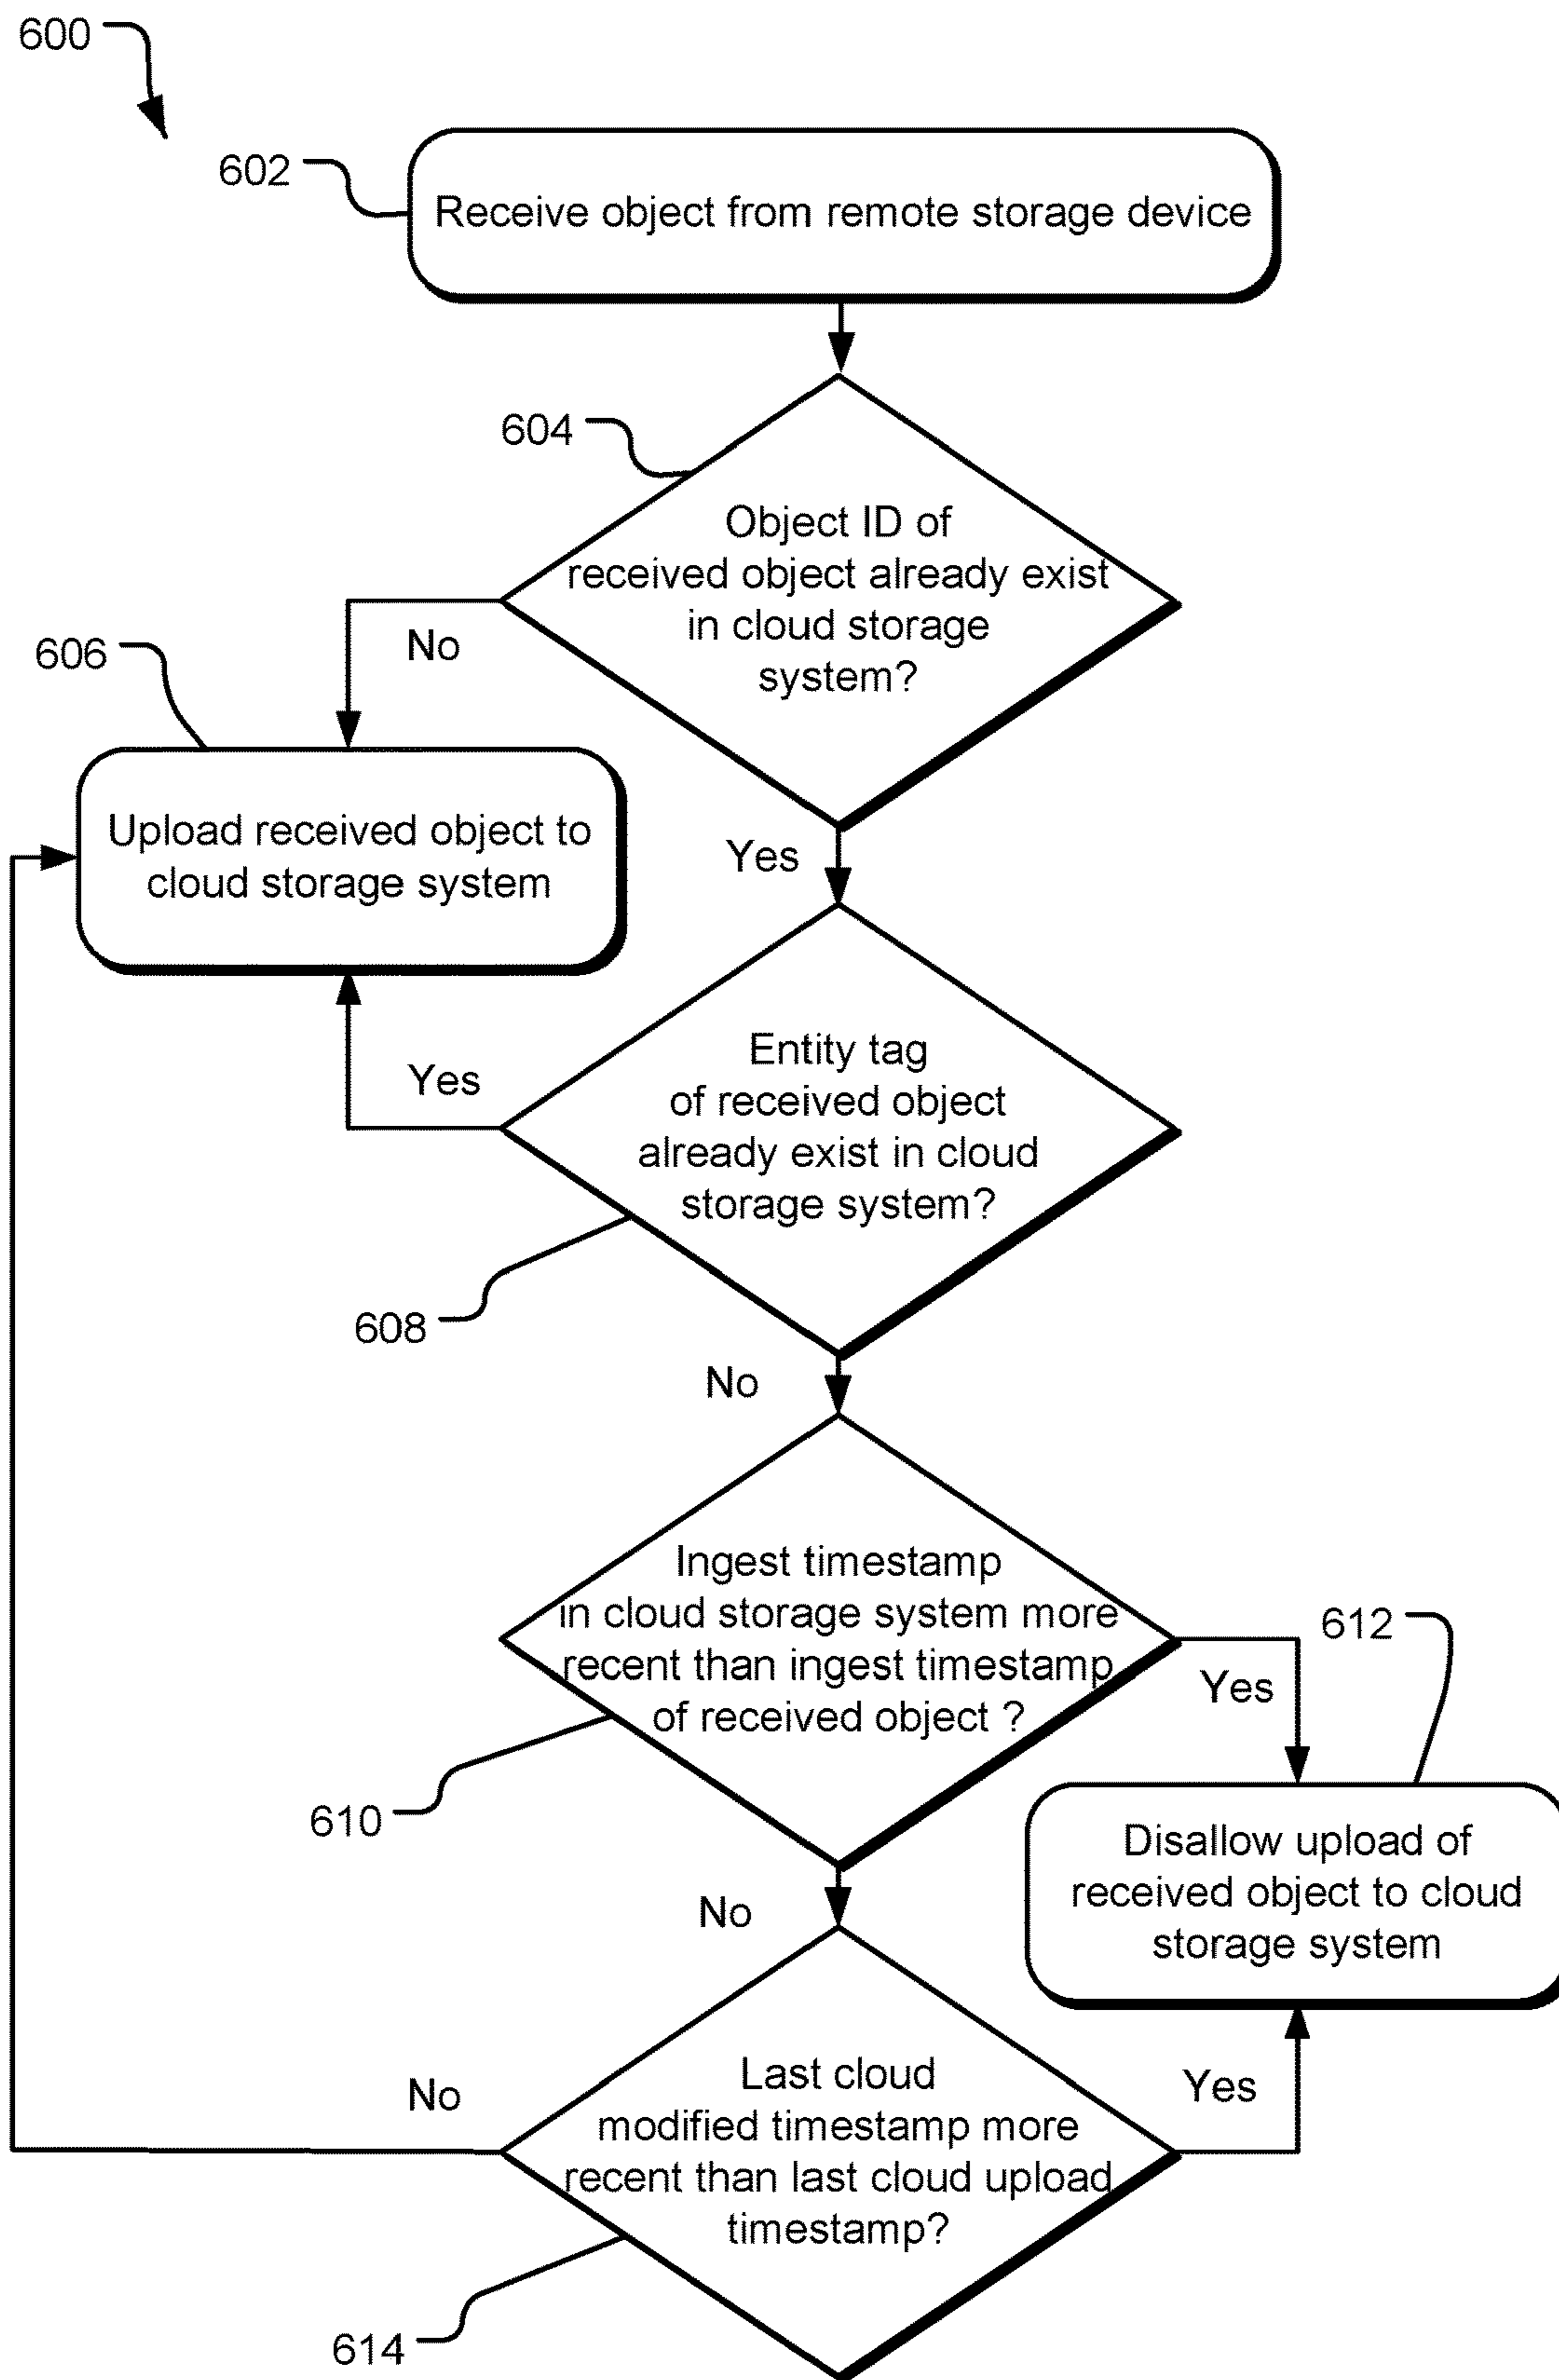 600
602
Receive object from remote storage device
604
Object ID of
received object already exist
in cloud storage
system?
No
606
Upload received object to
cloud storage system
Yes
Entity tag
of received object
already exist in cloud
storage system?
Yes
608
No
Ingest timestamp
in cloud storage system more
recent than ingest timestamp
of received object ?
612
Yes
610
Disallow upload of
received object to cloud
storage system
No
Last cloud
modified timestamp more
recent than last cloud upload
timestamp?
No
Yes
614